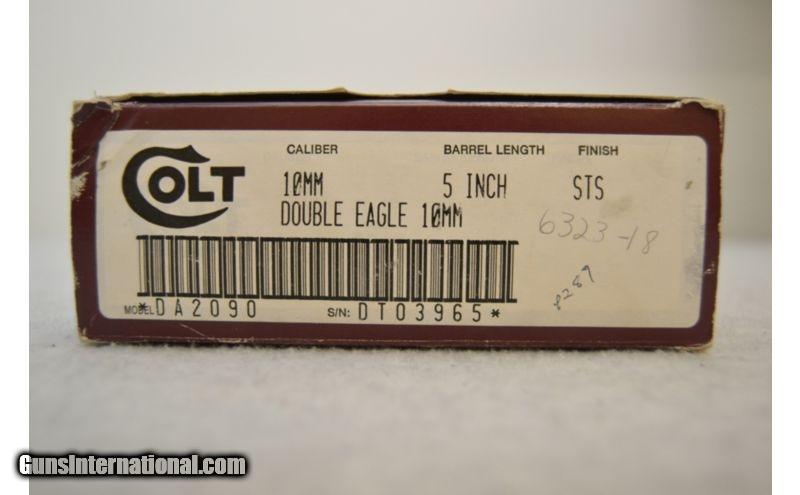 COLT
CALIBER BARREL LENGTH FINISH
10MM 5 INCH STS
DOUBLE EAGLE 10MM
6323-18
8289
MODEL *DA2090 S/N: DT03965*
GunsInternational.com